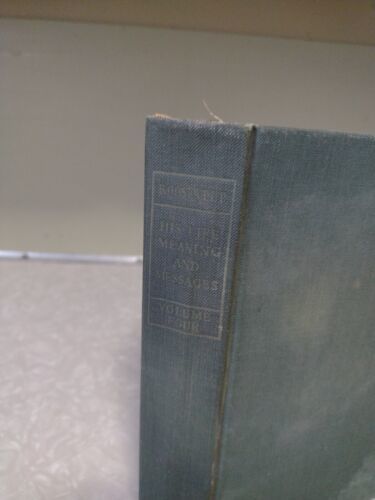 ROOSEVELT
HIS LIFE
MEANING
AND
MESSAGES
VOLUME
FOUR